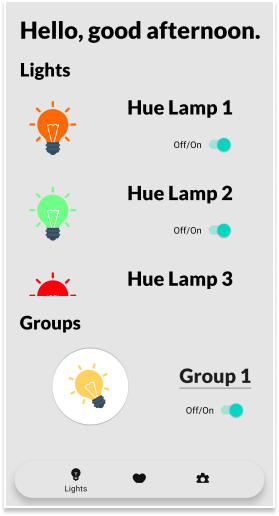 Hello, good afternoon.
Lights
Hue Lamp 1
Off/On
Hue Lamp 2
Off/On
Hue Lamp 3
Groups
Group 1
Off/On
Lights